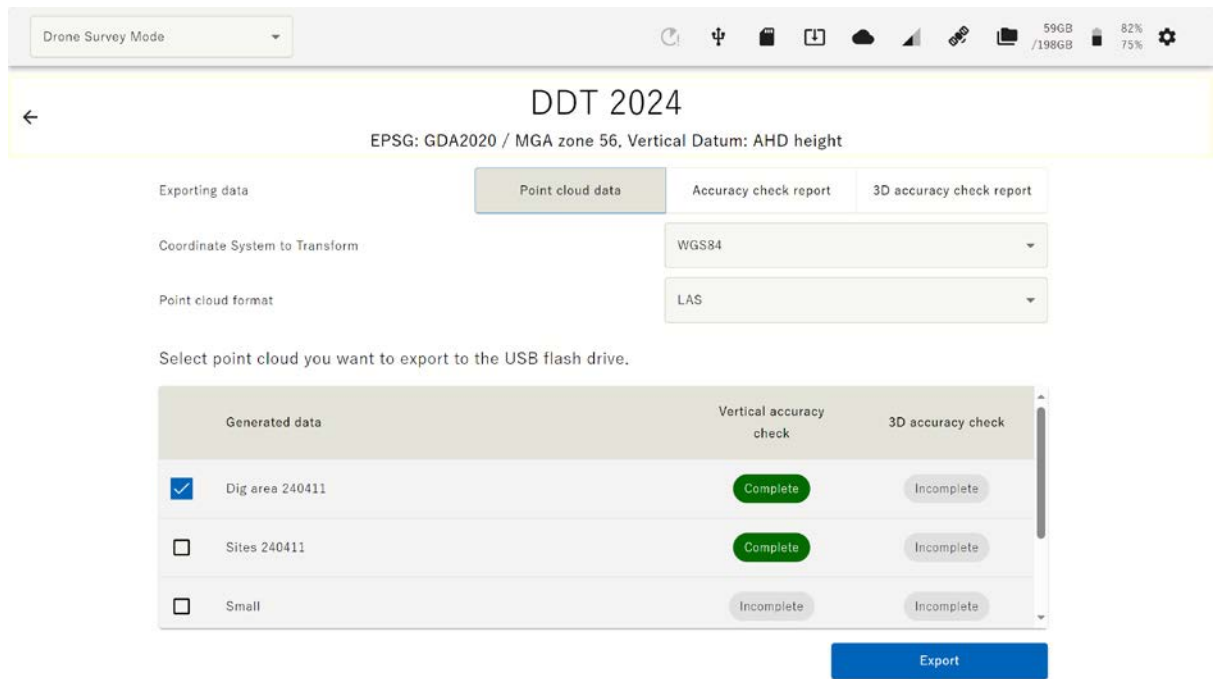 Drone Survey Mode
59GB
/198GB
82%
75%
DDT 2024
EPSG: GDA2020 / MGA zone 56, Vertical Datum: AHD height
Exporting data
Point cloud data
Accuracy check report
3D accuracy check report
Coordinate System to Transform
WGS84
Point cloud format
LAS
Select point cloud you want to export to the USB flash drive.
Generated data
Vertical accuracy
check
3D accuracy check
Dig area 240411
Complete
Incomplete
Sites 240411
Complete
Incomplete
Small
Incomplete
Incomplete
Export